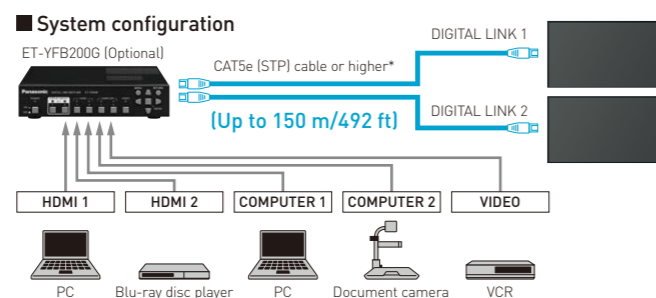 ■ System configuration
ET-YFB200G (Optional)
DIGITAL LINK 1
CAT5e (STP) cable or higher*
Panasonic
(Up to 150 m/492 ft)
DIGITAL LINK 2
HDMI 1
HDMI 2
COMPUTER 1
COMPUTER 2
VIDEO
PC
Blu-ray disc player
PC
Document camera
VCR